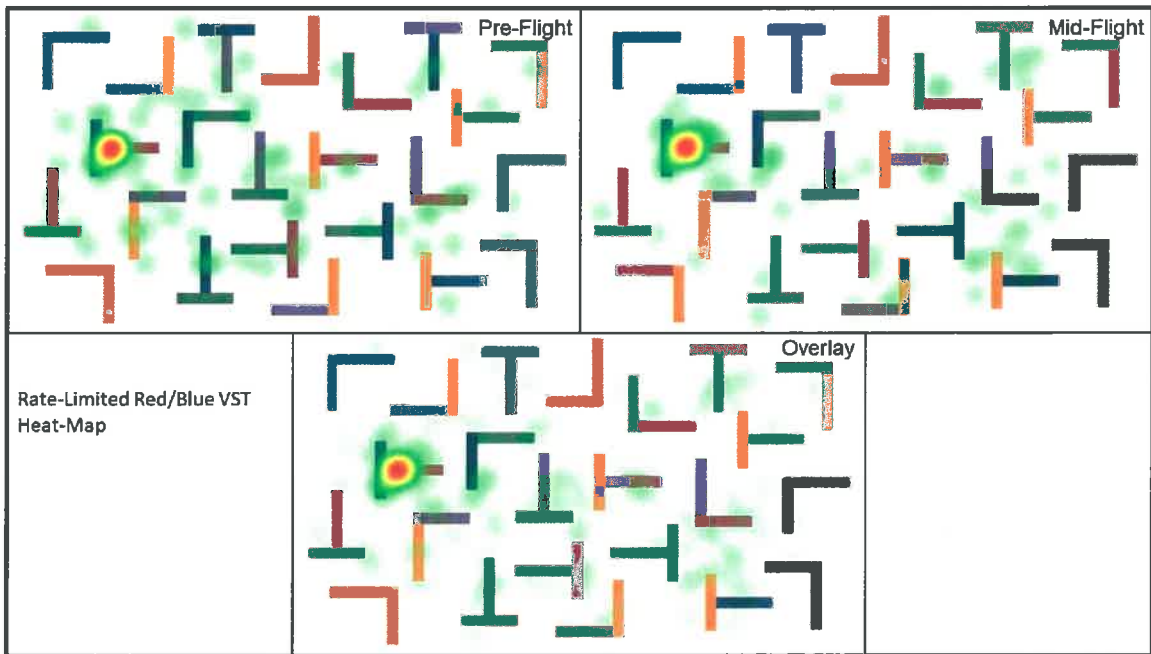 Pre-Flight
Mid-Flight
Overlay
Rate-Limited Red/Blue VST
Heat-Map